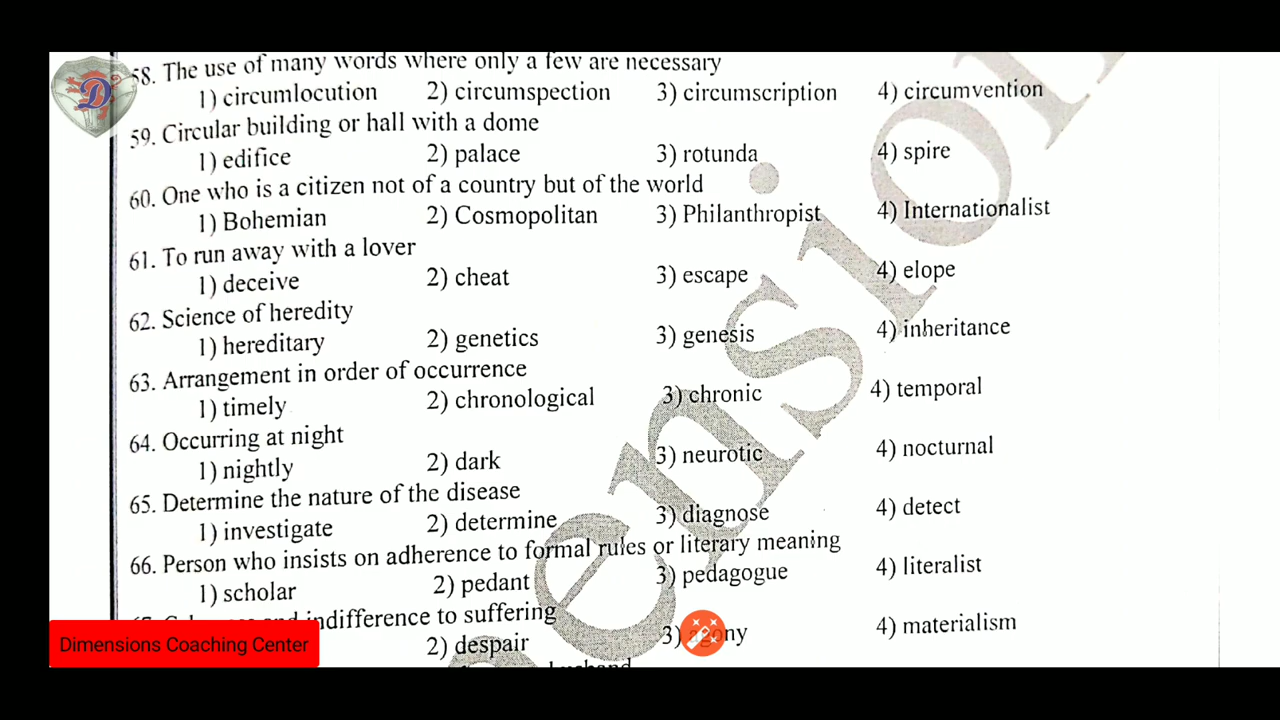 58. The use of many words where only a few are necessary
1) circumlocution 2) circumspection 3) circumscription 4) circumvention
59. Circular building or hall with a dome
1) edifice 2) palace 3) rotunda 4) spire
60. One who is a citizen not of a country but of the world
1) Bohemian 2) Cosmopolitan 3) Philanthropist 4) Internationalist
61. To run away with a lover
1) deceive 2) cheat 3) escape 4) elope
62. Science of heredity
1) hereditary 2) genetics 3) genesis 4) inheritance
63. Arrangement in order of occurrence
1) timely 2) chronological 3) chronic 4) temporal
64. Occurring at night
1) nightly 2) dark 3) neurotic 4) nocturnal
65. Determine the nature of the disease
1) investigate 2) determine 3) diagnose 4) detect
66. Person who insists on adherence to formal rules or literary meaning
1) scholar 2) pedant 3) pedagogue 4) literalist
indifference to suffering
2) despair 3) agony 4) materialism
Dimensions Coaching Center
D